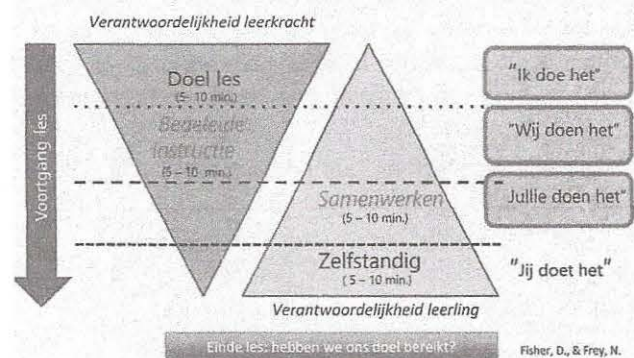 Verantwoordelijkheid leerkracht
Voortgang les
Doel les
(5- 10 min.)
"Ik doe het"
Begeleide
instructie
(5 – 10 min.)
"Wij doen het"
Samenwerken
(5 – 10 min.)
Jullie doen het"
Zelfstandig
( 5 – 10 min.)
"Jij doet het"
Verantwoordelijkheid leerling
Einde les: hebben we ons doel bereikt?
Fisher, D., & Frey, N.